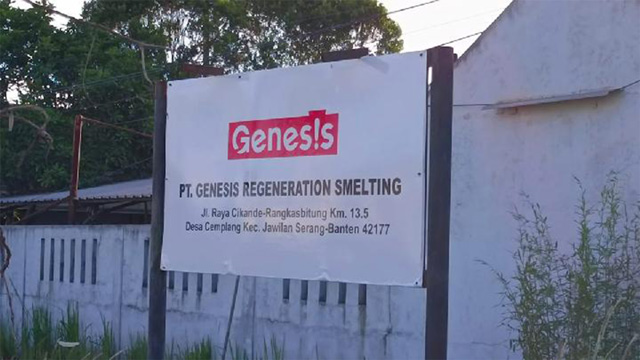 Genes!s
PT. GENESIS REGENERATION SMELTING
Jl. Raya Cikande-Rangkasbitung Km. 13.5
Desa Cemplang Kec. Jawilan Serang-Banten 42177